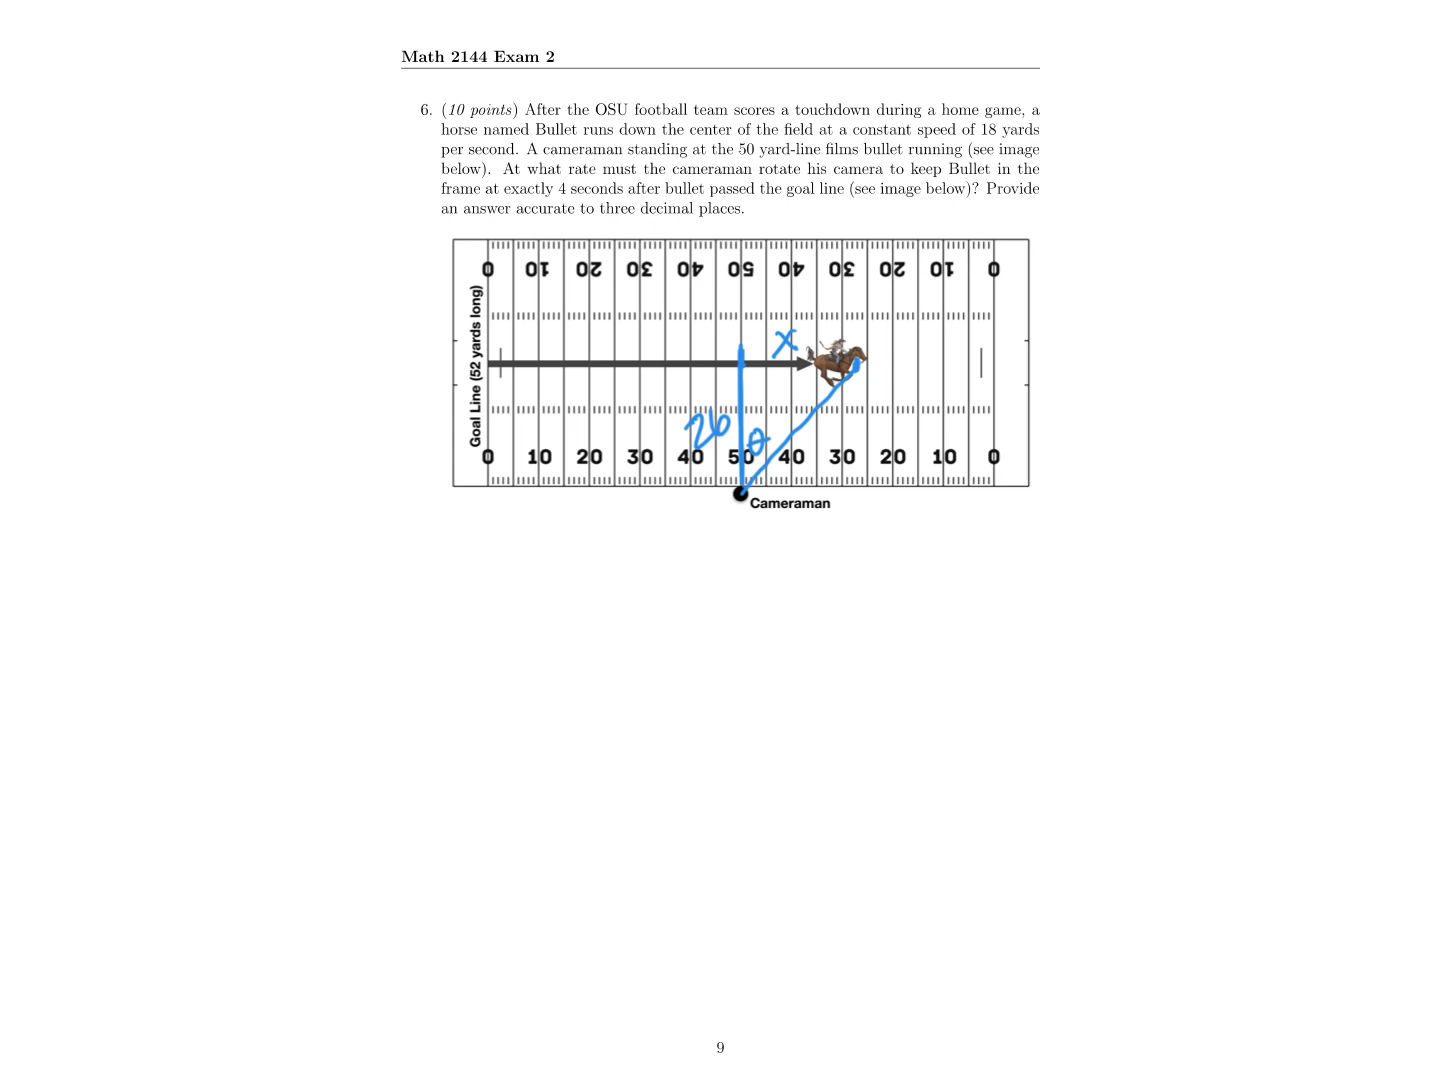 Math 2144 Exam 2
6. (10 points) After the OSU football team scores a touchdown during a home game, a
horse named Bullet runs down the center of the field at a constant speed of 18 yards
per second. A cameraman standing at the 50 yard-line films bullet running (see image
below). At what rate must the cameraman rotate his camera to keep Bullet in the
frame at exactly 4 seconds after bullet passed the goal line (see image below)? Provide
an answer accurate to three decimal places.
0 10 20 30 40 50 40 30 20 10 0
Goal Line (52 yards long)
x
26
θ
0 10 20 30 40 50 40 30 20 10 0
Cameraman
9